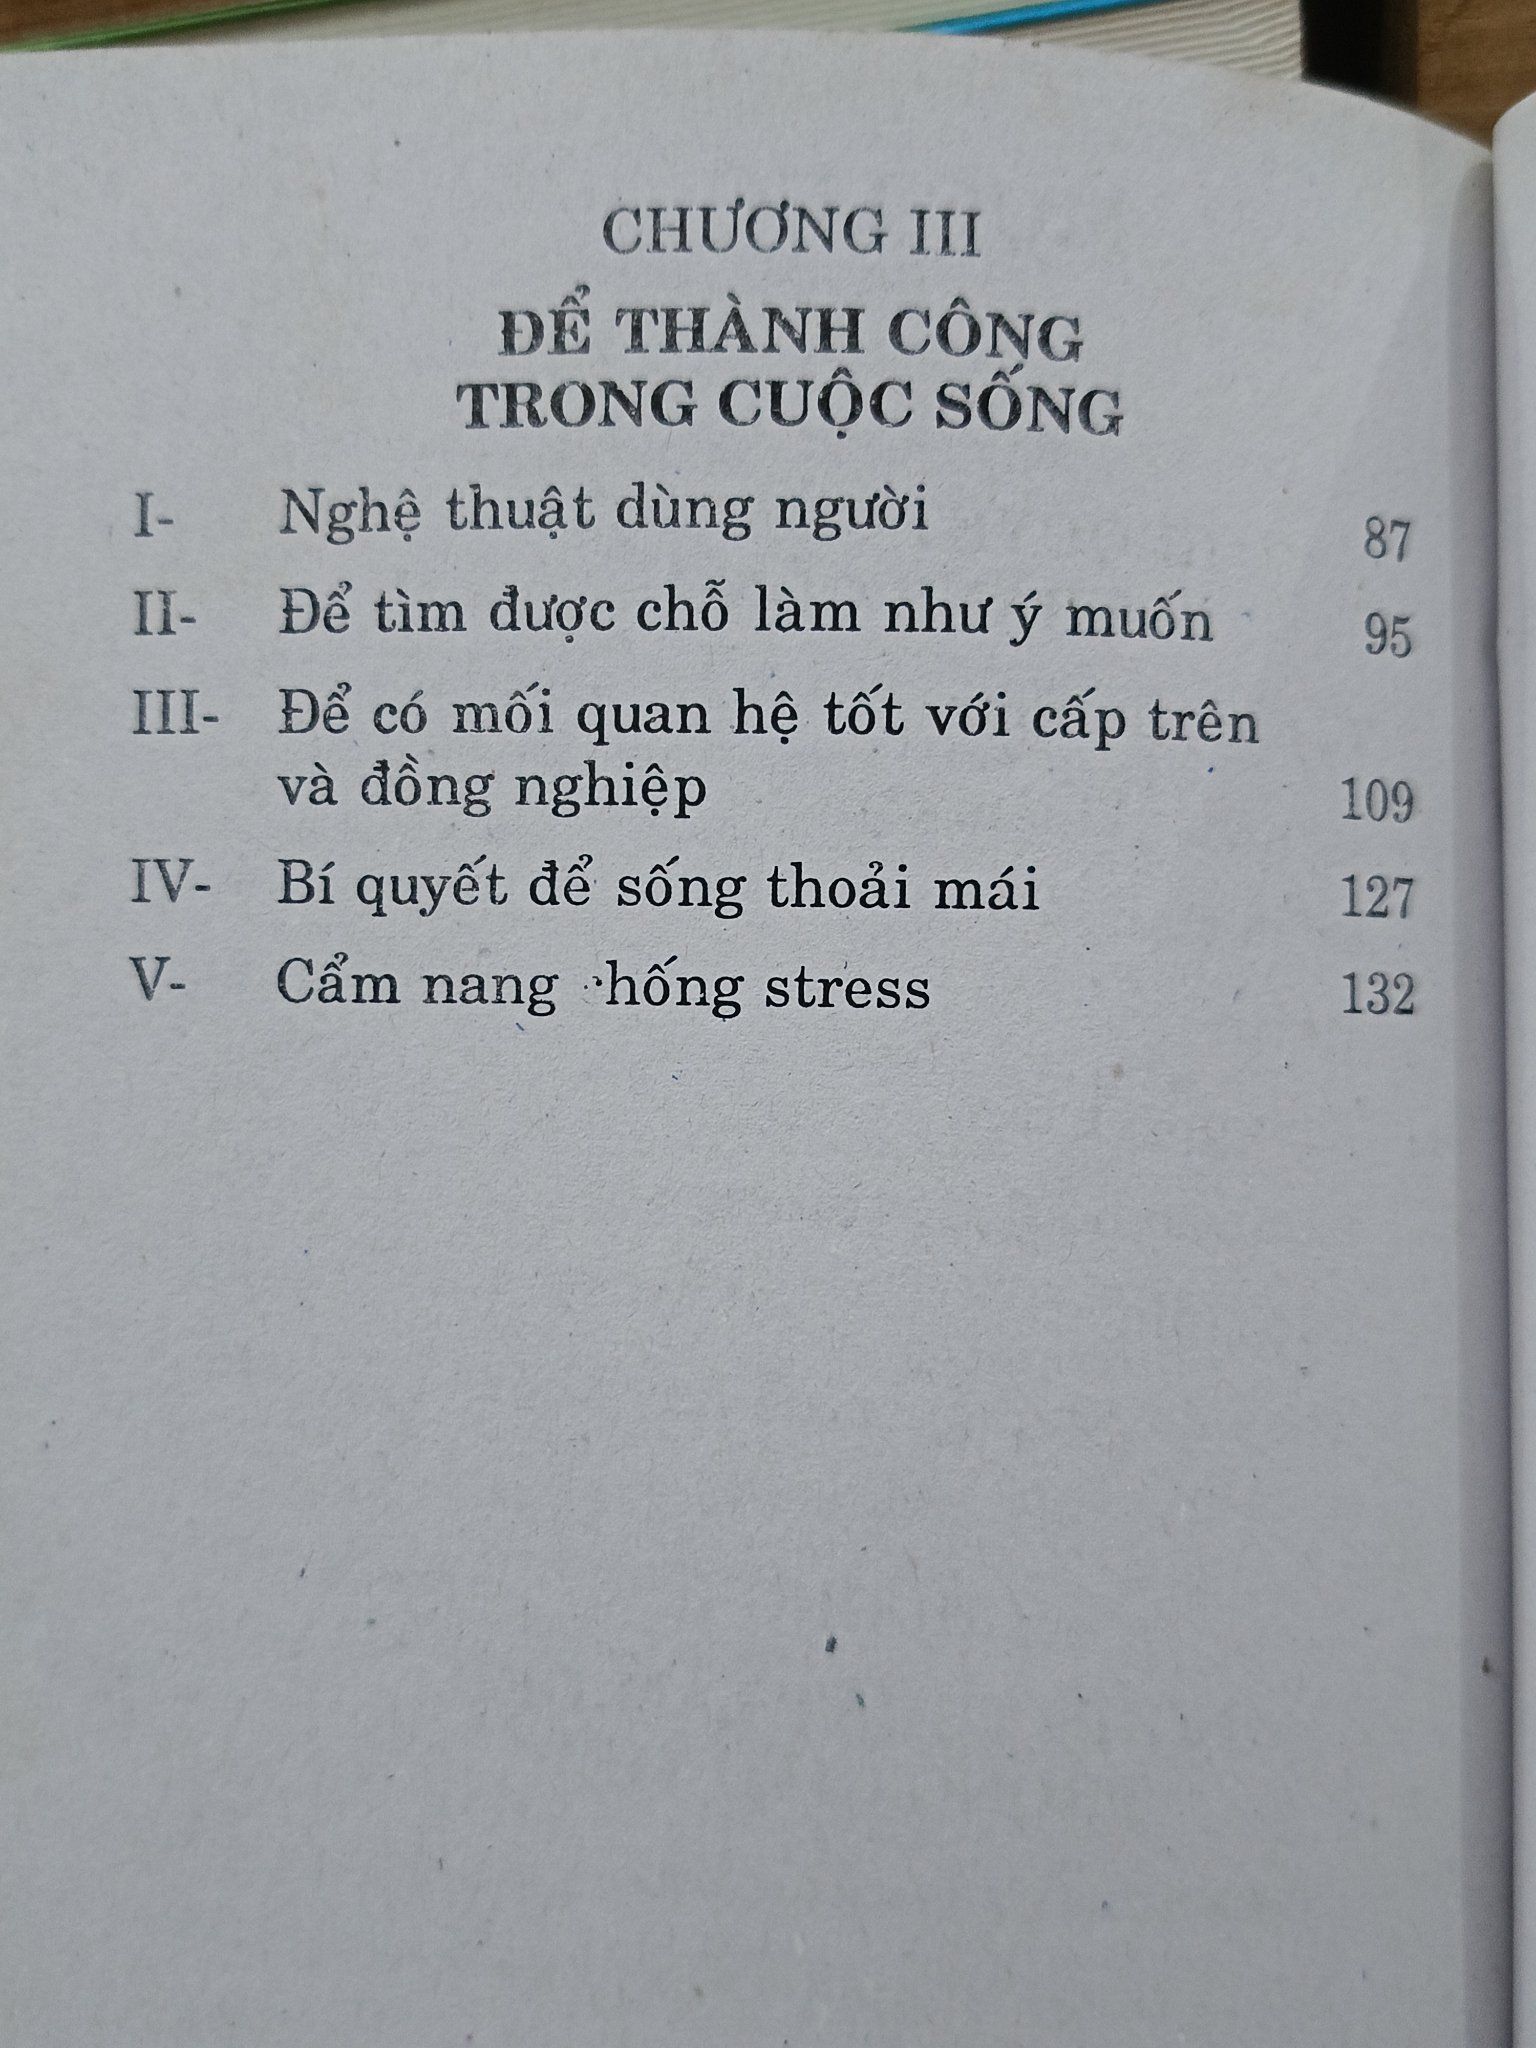 CHƯƠNG III
ĐỂ THÀNH CÔNG
TRONG CUỘC SỐNG
I- Nghệ thuật dùng người 87
II- Để tìm được chỗ làm như ý muốn 95
III- Để có mối quan hệ tốt với cấp trên
và đồng nghiệp 109
IV- Bí quyết để sống thoải mái 127
V- Cẩm nang chống stress 132